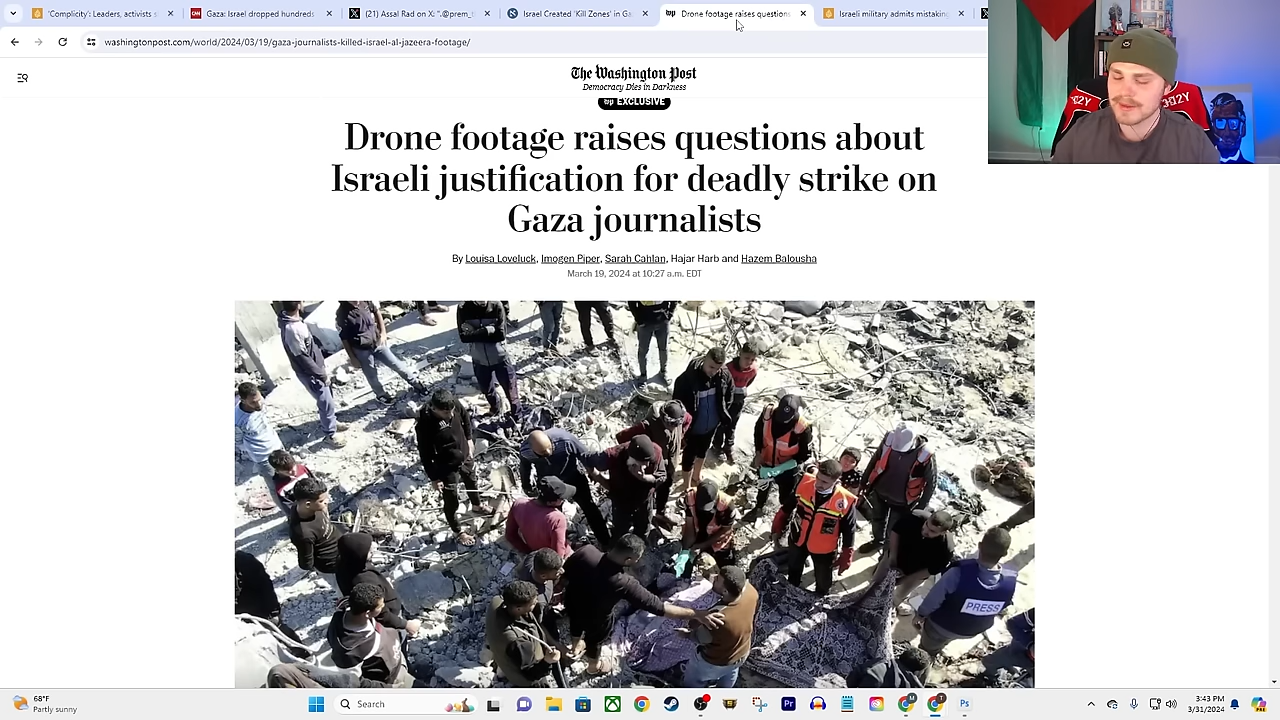 'Complicity': Leaders, activists s
Gaza: Israel dropped hundreds
(21) Assal Rad on X: "@prem_
Israel Created 'Kill Zones' in
Drone footage raises questions
Israeli military admits mistaking
washingtonpost.com/world/2024/03/19/gaza-journalists-killed-israel-al-jazeera/footage/
The Washington Post
Democracy Dies in Darkness
wp EXCLUSIVE
Drone footage raises questions about
Israeli justification for deadly strike on
Gaza journalists
By Louisa Loveluck, Imogen Piper, Sarah Cahlan, Hajar Harb and Hazem Balousha
March 19, 2024 at 10:27 a.m. EDT
PRESS
68°F
Partly sunny
Search
3:43 PM
3/31/2024